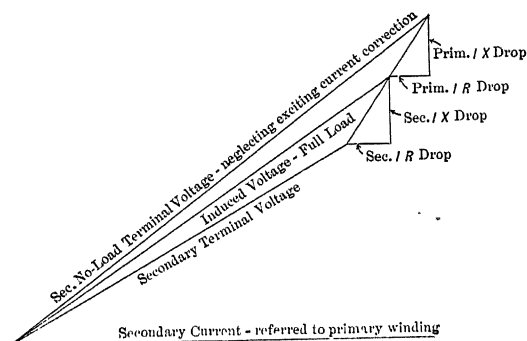 Prim. I X Drop
Prim. I R Drop
Sec. I X Drop
Sec. I R Drop
Sec. No-Load Terminal Voltage - neglecting exciting current correction
Induced Voltage - Full Load
Secondary Terminal Voltage
Secondary Current - referred to primary winding